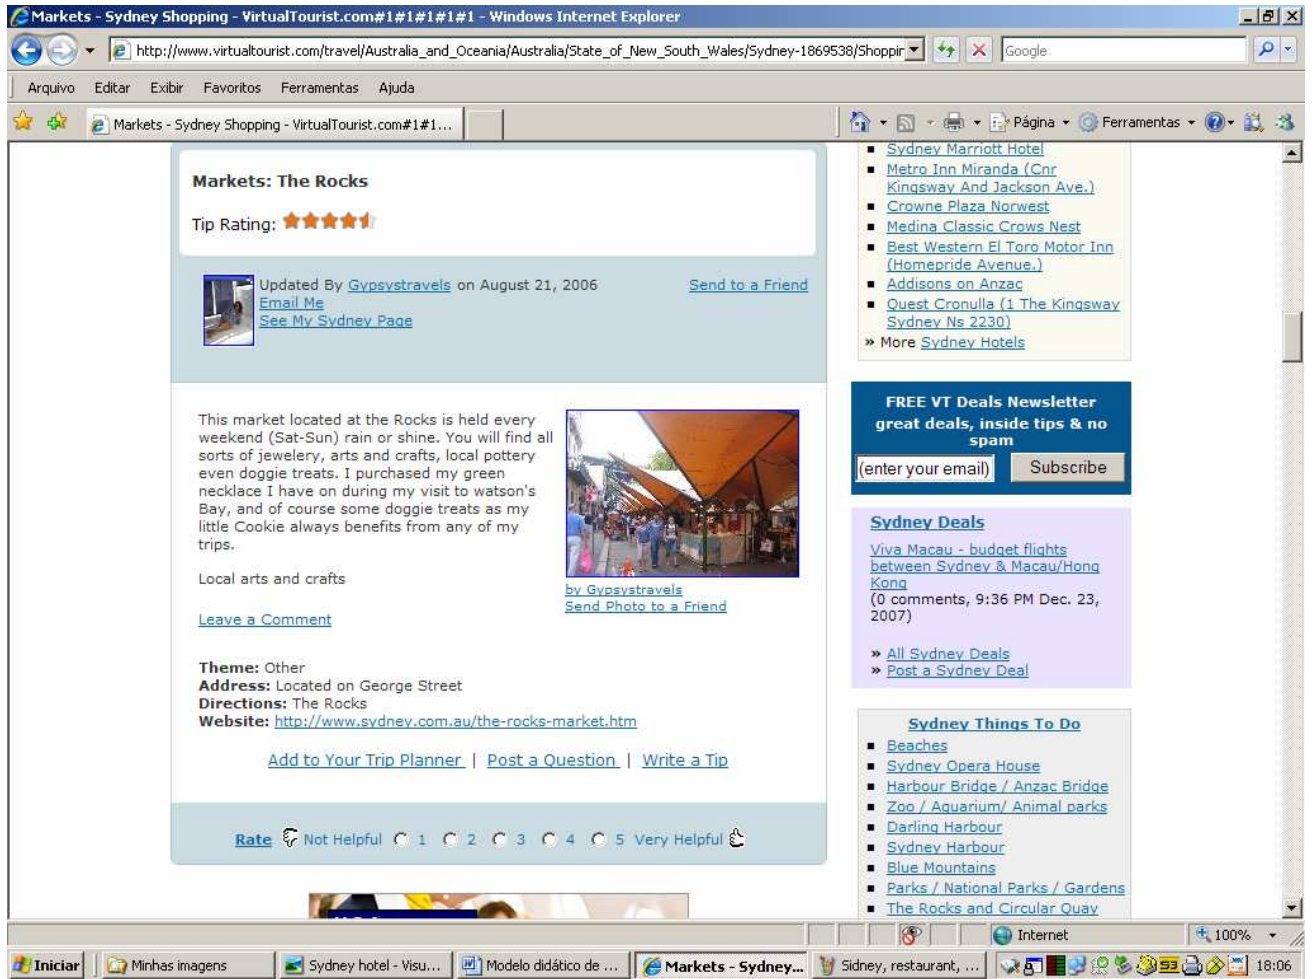 Markets - Sydney Shopping - VirtualTourist.com#1#1#1#1#1 - Windows Internet Explorer
http://www.virtualtourist.com/travel/Australia_and_Oceania/Australia/State_of_New_South_Wales/Sydney-1869538/Shoppin
Google
Arquivo Editar Exibir Favoritos Ferramentas Ajuda
Markets - Sydney Shopping - VirtualTourist.com#1#1...
Página
Ferramentas
Markets: The Rocks
Tip Rating:
Updated By Gypsystravels on August 21, 2006
Send to a Friend
Email Me
See My Sydney Page
This market located at the Rocks is held every
weekend (Sat-Sun) rain or shine. You will find all
sorts of jewelery, arts and crafts, local pottery
even doggie treats. I purchased my green
necklace I have on during my visit to watson's
Bay, and of course some doggie treats as my
little Cookie always benefits from any of my
trips.
Local arts and crafts
Leave a Comment
by Gypsystravels
Send Photo to a Friend
Theme: Other
Address: Located on George Street
Directions: The Rocks
Website: http://www.sydney.com.au/the-rocks-market.htm
Add to Your Trip Planner | Post a Question | Write a Tip
Rate Not Helpful 1 2 3 4 5 Very Helpful
Sydney Marriott Hotel
Metro Inn Miranda (Cnr
Kingsway And Jackson Ave.)
Crowne Plaza Norwest
Medina Classic Crows Nest
Best Western El Toro Motor Inn
(Homepride Avenue.)
Addisons on Anzac
Quest Cronulla (1 The Kingsway
Sydney Ns 2230)
» More Sydney Hotels
FREE VT Deals Newsletter
great deals, inside tips & no
spam
(enter your email)
Subscribe
Sydney Deals
Viva Macau - budget flights
between Sydney & Macau/Hong
Kong
(0 comments, 9:36 PM Dec. 23,
2007)
» All Sydney Deals
» Post a Sydney Deal
Sydney Things To Do
Beaches
Sydney Opera House
Harbour Bridge / Anzac Bridge
Zoo / Aquarium/ Animal parks
Darling Harbour
Sydney Harbour
Blue Mountains
Parks / National Parks / Gardens
The Rocks and Circular Quay
Internet
100%
Iniciar
Minhas imagens
Sydney hotel - Visu...
Modelo didático de ...
Markets - Sydney...
Sidney, restaurant, ...
53
18:06